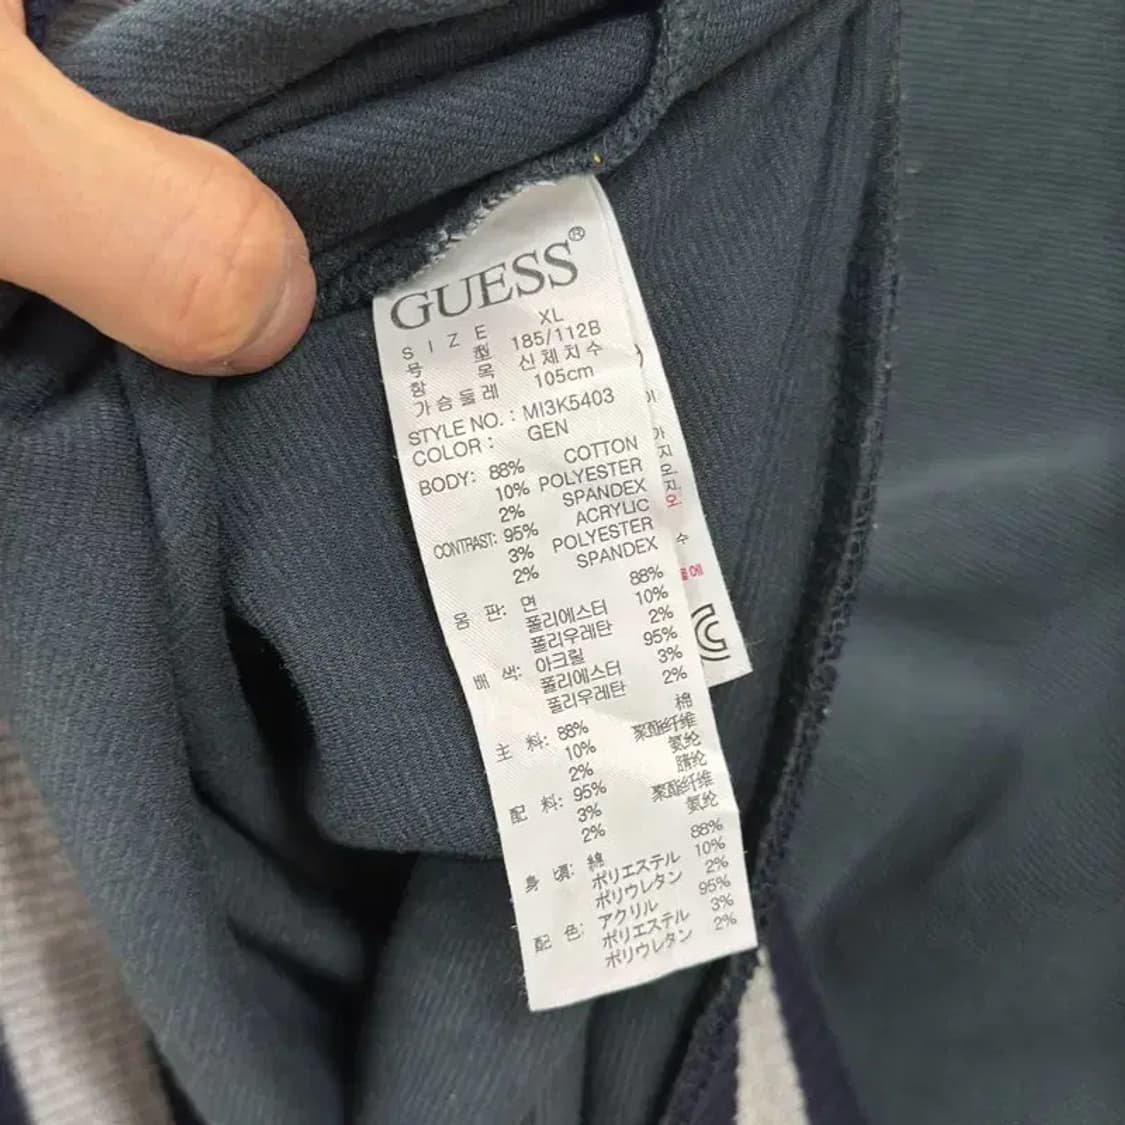 GUESS®
XL
SIZE
号 型 185/112B
항 목 신체치수
가슴둘레 105cm
STYLE NO. : MI3K5403
COLOR : GEN
BODY: 88% COTTON
10% POLYESTER
2% SPANDEX
CONTRAST: 95% ACRYLIC
3% POLYESTER
2% SPANDEX
몸 판: 면 88%
폴리에스터 10%
폴리우레탄 2%
배 색: 아크릴 95%
폴리에스터 3%
폴리우레탄 2%
主 料: 88% 棉
10% 聚酯纤维
2% 氨纶
配 料: 95% 腈纶
3% 聚酯纤维
2% 氨纶
身 頃: 綿 88%
ポリエステル 10%
ポリウレタン 2%
配 色: アクリル 95%
ポリエステル 3%
ポリウレタン 2%